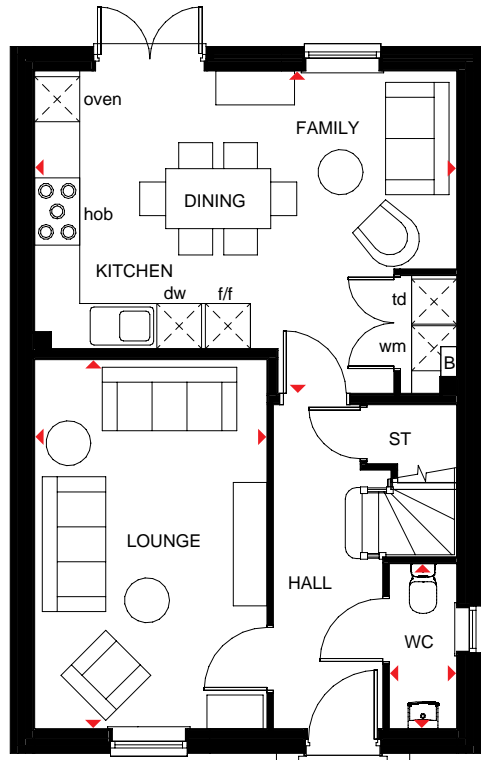 oven
FAMILY
DINING
hob
KITCHEN
dw
f/f
td
wm
B
ST
LOUNGE
HALL
WC